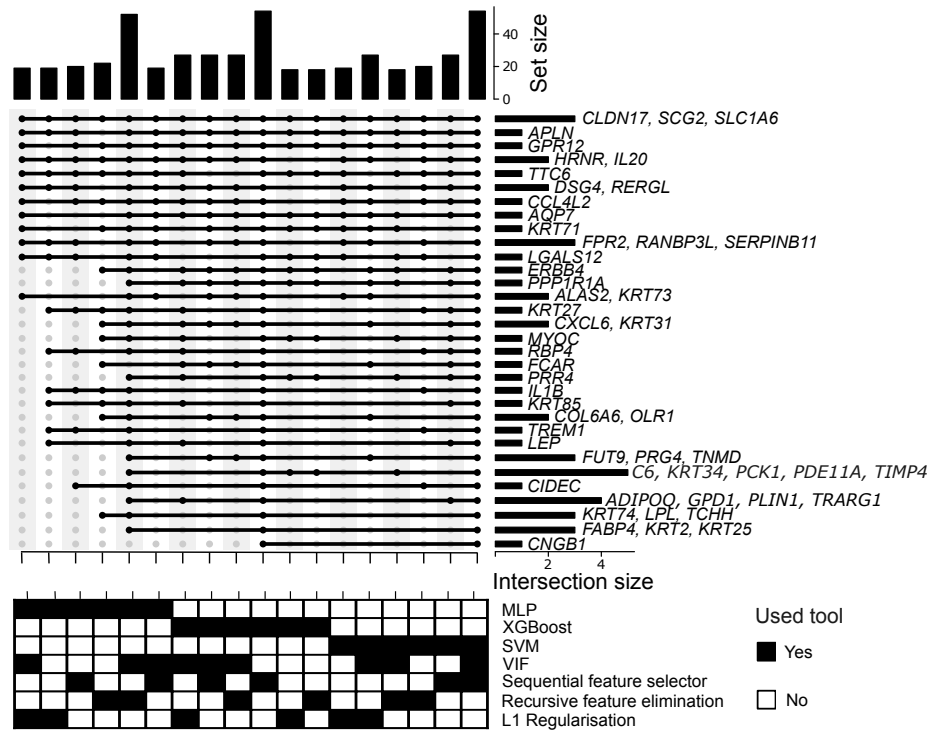 40
20
0
Set size
CLDN17, SCG2, SLC1A6
APLN
GPR12
HRNR, IL20
TTC6
DSG4, RERGL
CCL4L2
AQP7
KRT71
FPR2, RANBP3L, SERPINB11
LGALS12
ERBB4
PPP1R1A
ALAS2, KRT73
KRT27
CXCL6, KRT31
MYOC
RBP4
FCAR
PRR4
IL1B
KRT85
COL6A6, OLR1
TREM1
LEP
FUT9, PRG4, TNMD
C6, KRT34, PCK1, PDE11A, TIMP4
CIDEC
ADIPOQ, GPD1, PLIN1, TRARG1
KRT74, LPL, TCHH
FABP4, KRT2, KRT25
CNGB1
2 4
Intersection size
MLP
XGBoost
SVM
VIF
Sequential feature selector
Recursive feature elimination
L1 Regularisation
Used tool
Yes
No